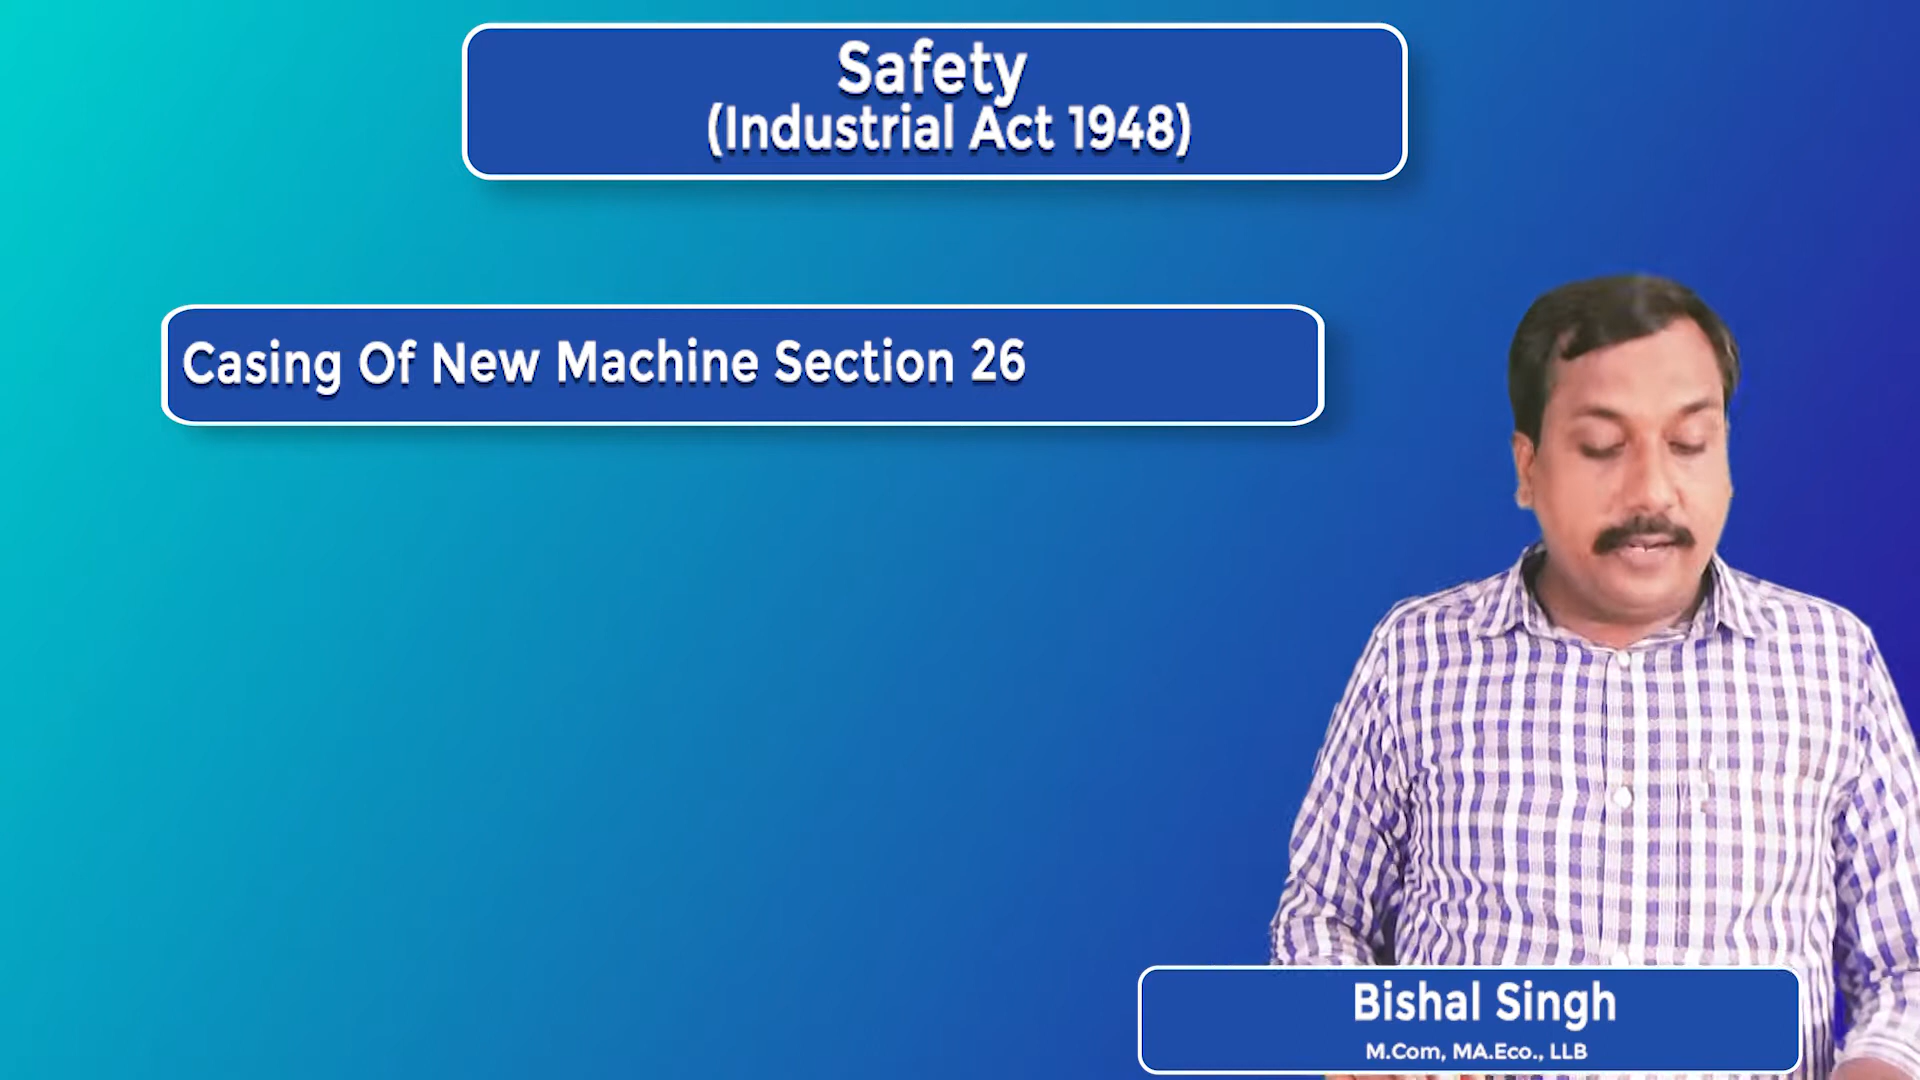 Safety
(Industrial Act 1948)
Casing Of New Machine Section 26
Bishal Singh
M.Com, MA.Eco., LLB